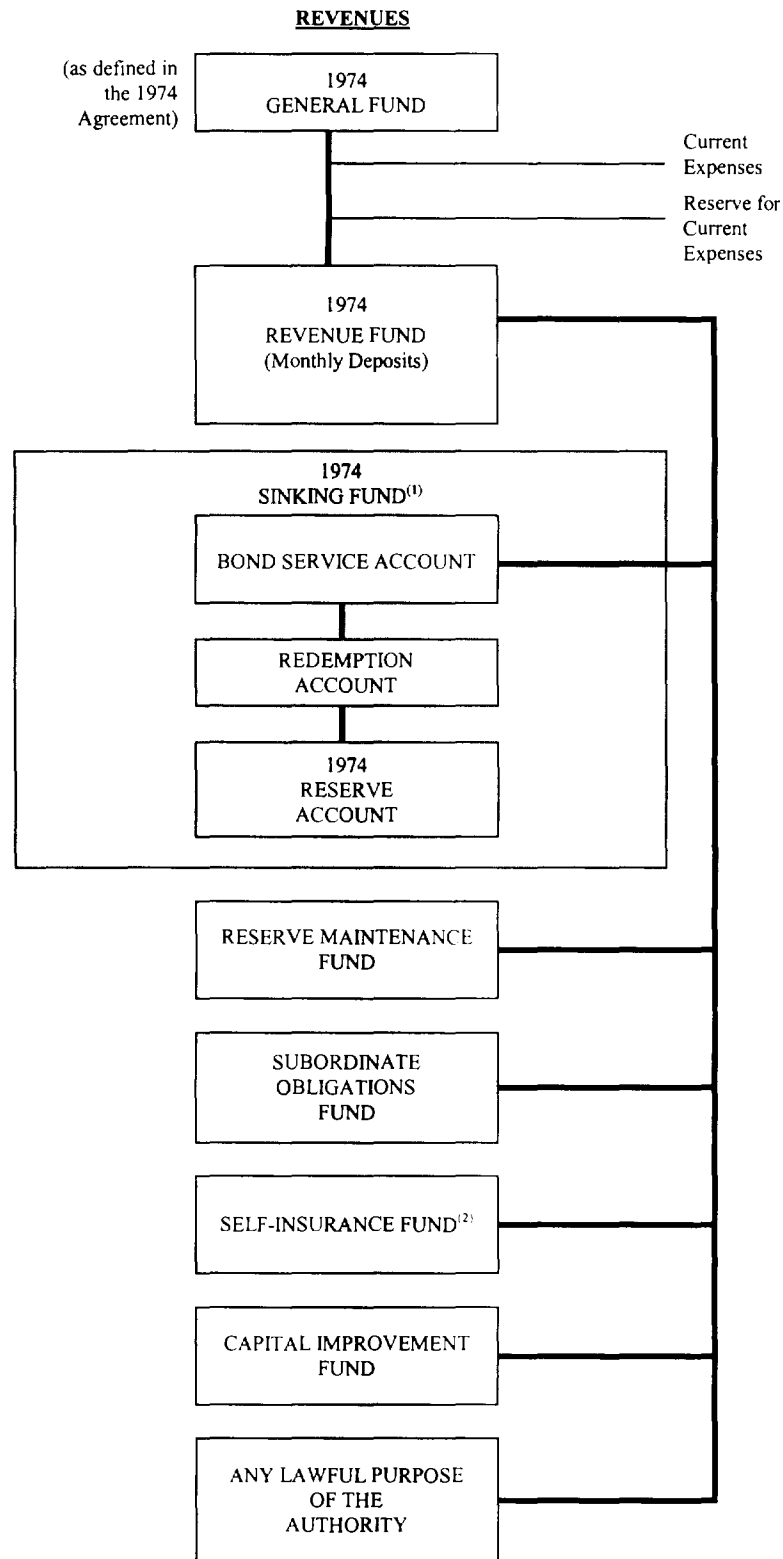 REVENUES
(as defined in
the 1974
Agreement)
1974
GENERAL FUND
Current
Expenses
Reserve for
Current
Expenses
1974
REVENUE FUND
(Monthly Deposits)
1974
SINKING FUND(1)
BOND SERVICE ACCOUNT
REDEMPTION
ACCOUNT
1974
RESERVE
ACCOUNT
RESERVE MAINTENANCE
FUND
SUBORDINATE
OBLIGATIONS
FUND
SELF-INSURANCE FUND(2)
CAPITAL IMPROVEMENT
FUND
ANY LAWFUL PURPOSE
OF THE
AUTHORITY